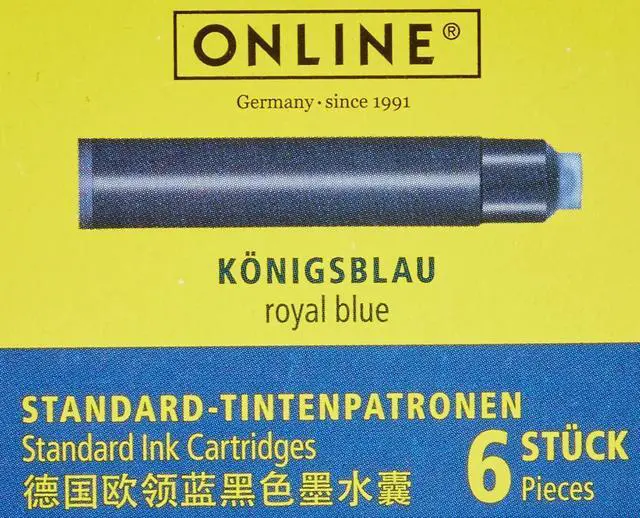 ONLINE®
Germany · since 1991
KÖNIGSBLAU
royal blue
STANDARD-TINTENPATRONEN
Standard Ink Cartridges
德国欧领蓝黑色墨水囊
6 STÜCK
Pieces